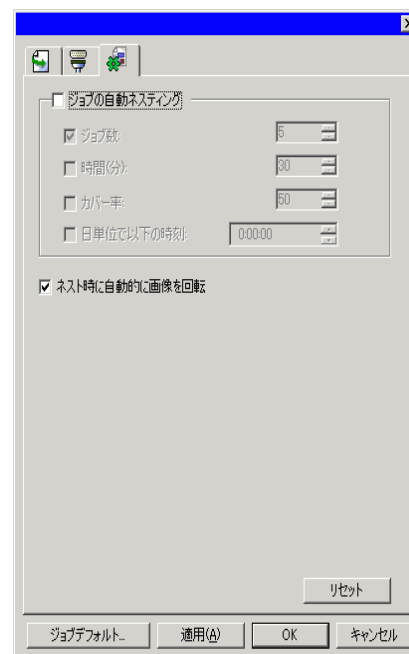 ジョブの自動ネスティング
ジョブ数: 5
時間(分): 30
カバー率: 50
日単位で以下の時刻: 0:00:00
ネスト時に自動的に画像を回転
リセット
ジョブデフォルト... 適用(A) OK キャンセル